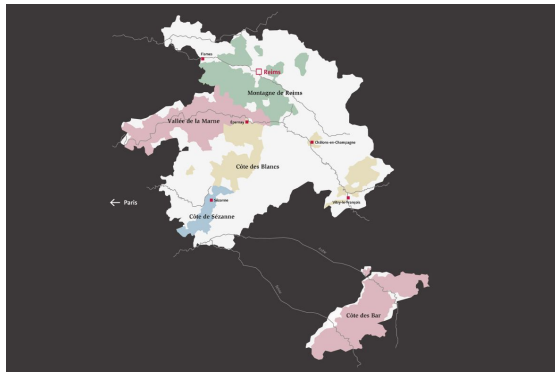 Fismes
Reims
Montagne de Reims
Vallée de la Marne
Épernay
Châlons-en-Champagne
Côte des Blancs
← Paris
Sézanne
Vitry-le-François
Côte de Sézanne
Côte des Bar